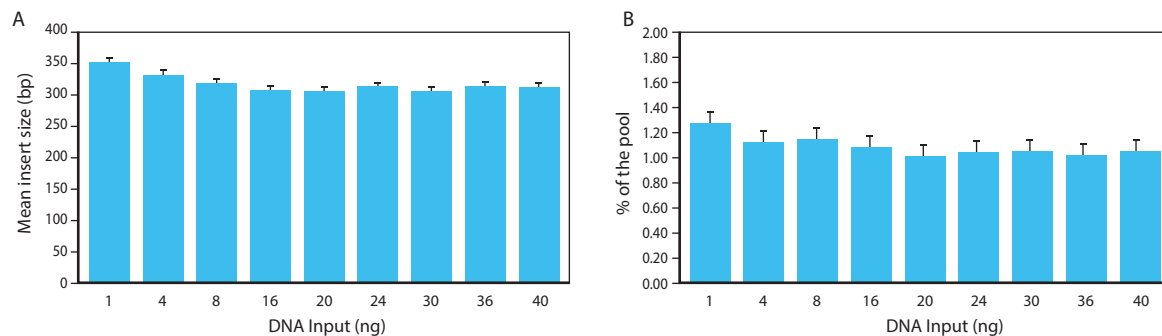 A
Mean insert size (bp)
400
350
300
250
200
150
100
50
0
1 4 8 16 20 24 30 36 40
DNA Input (ng)
B
% of the pool
2.00
1.80
1.60
1.40
1.20
1.00
0.80
0.60
0.40
0.20
0.00
1 4 8 16 20 24 30 36 40
DNA Input (ng)